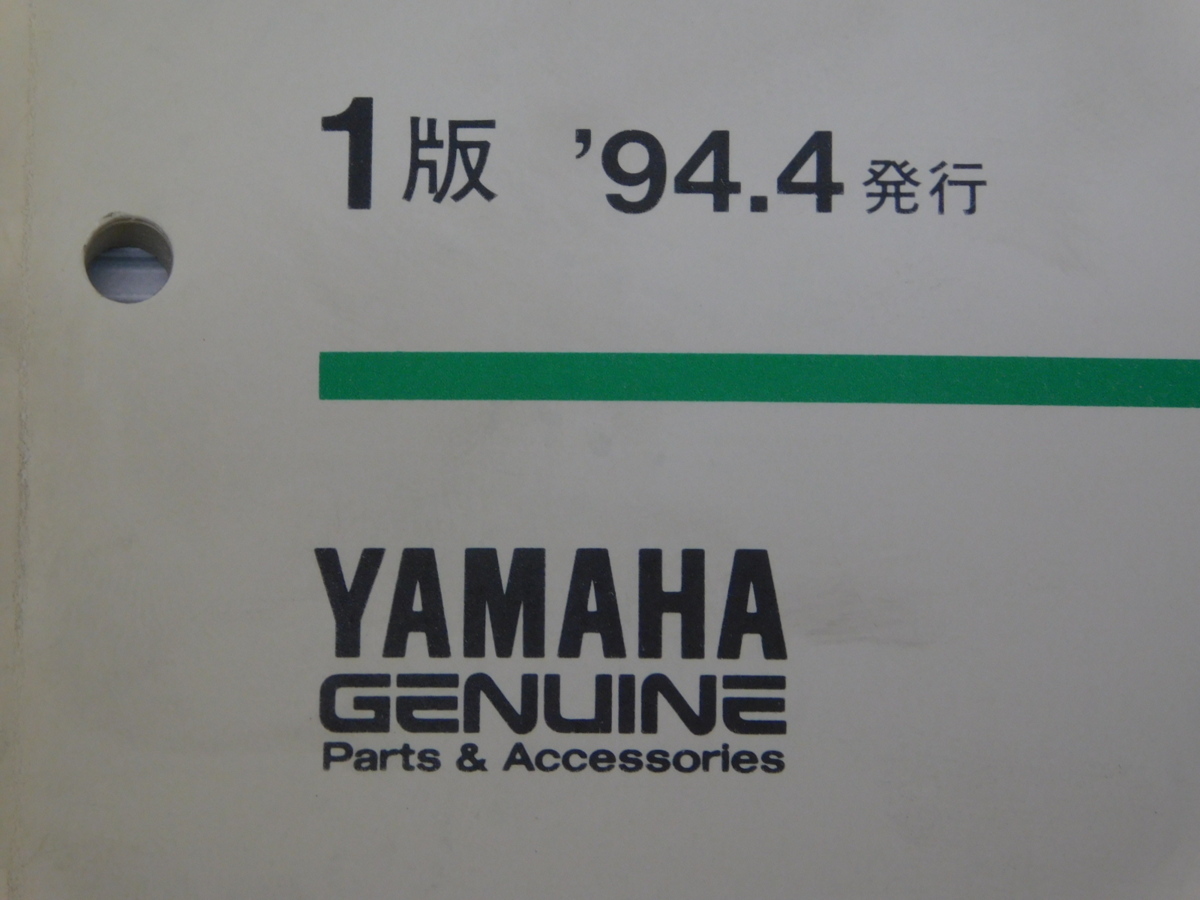 1版 '94.4発行
YAMAHA
GENUINE
Parts & Accessories